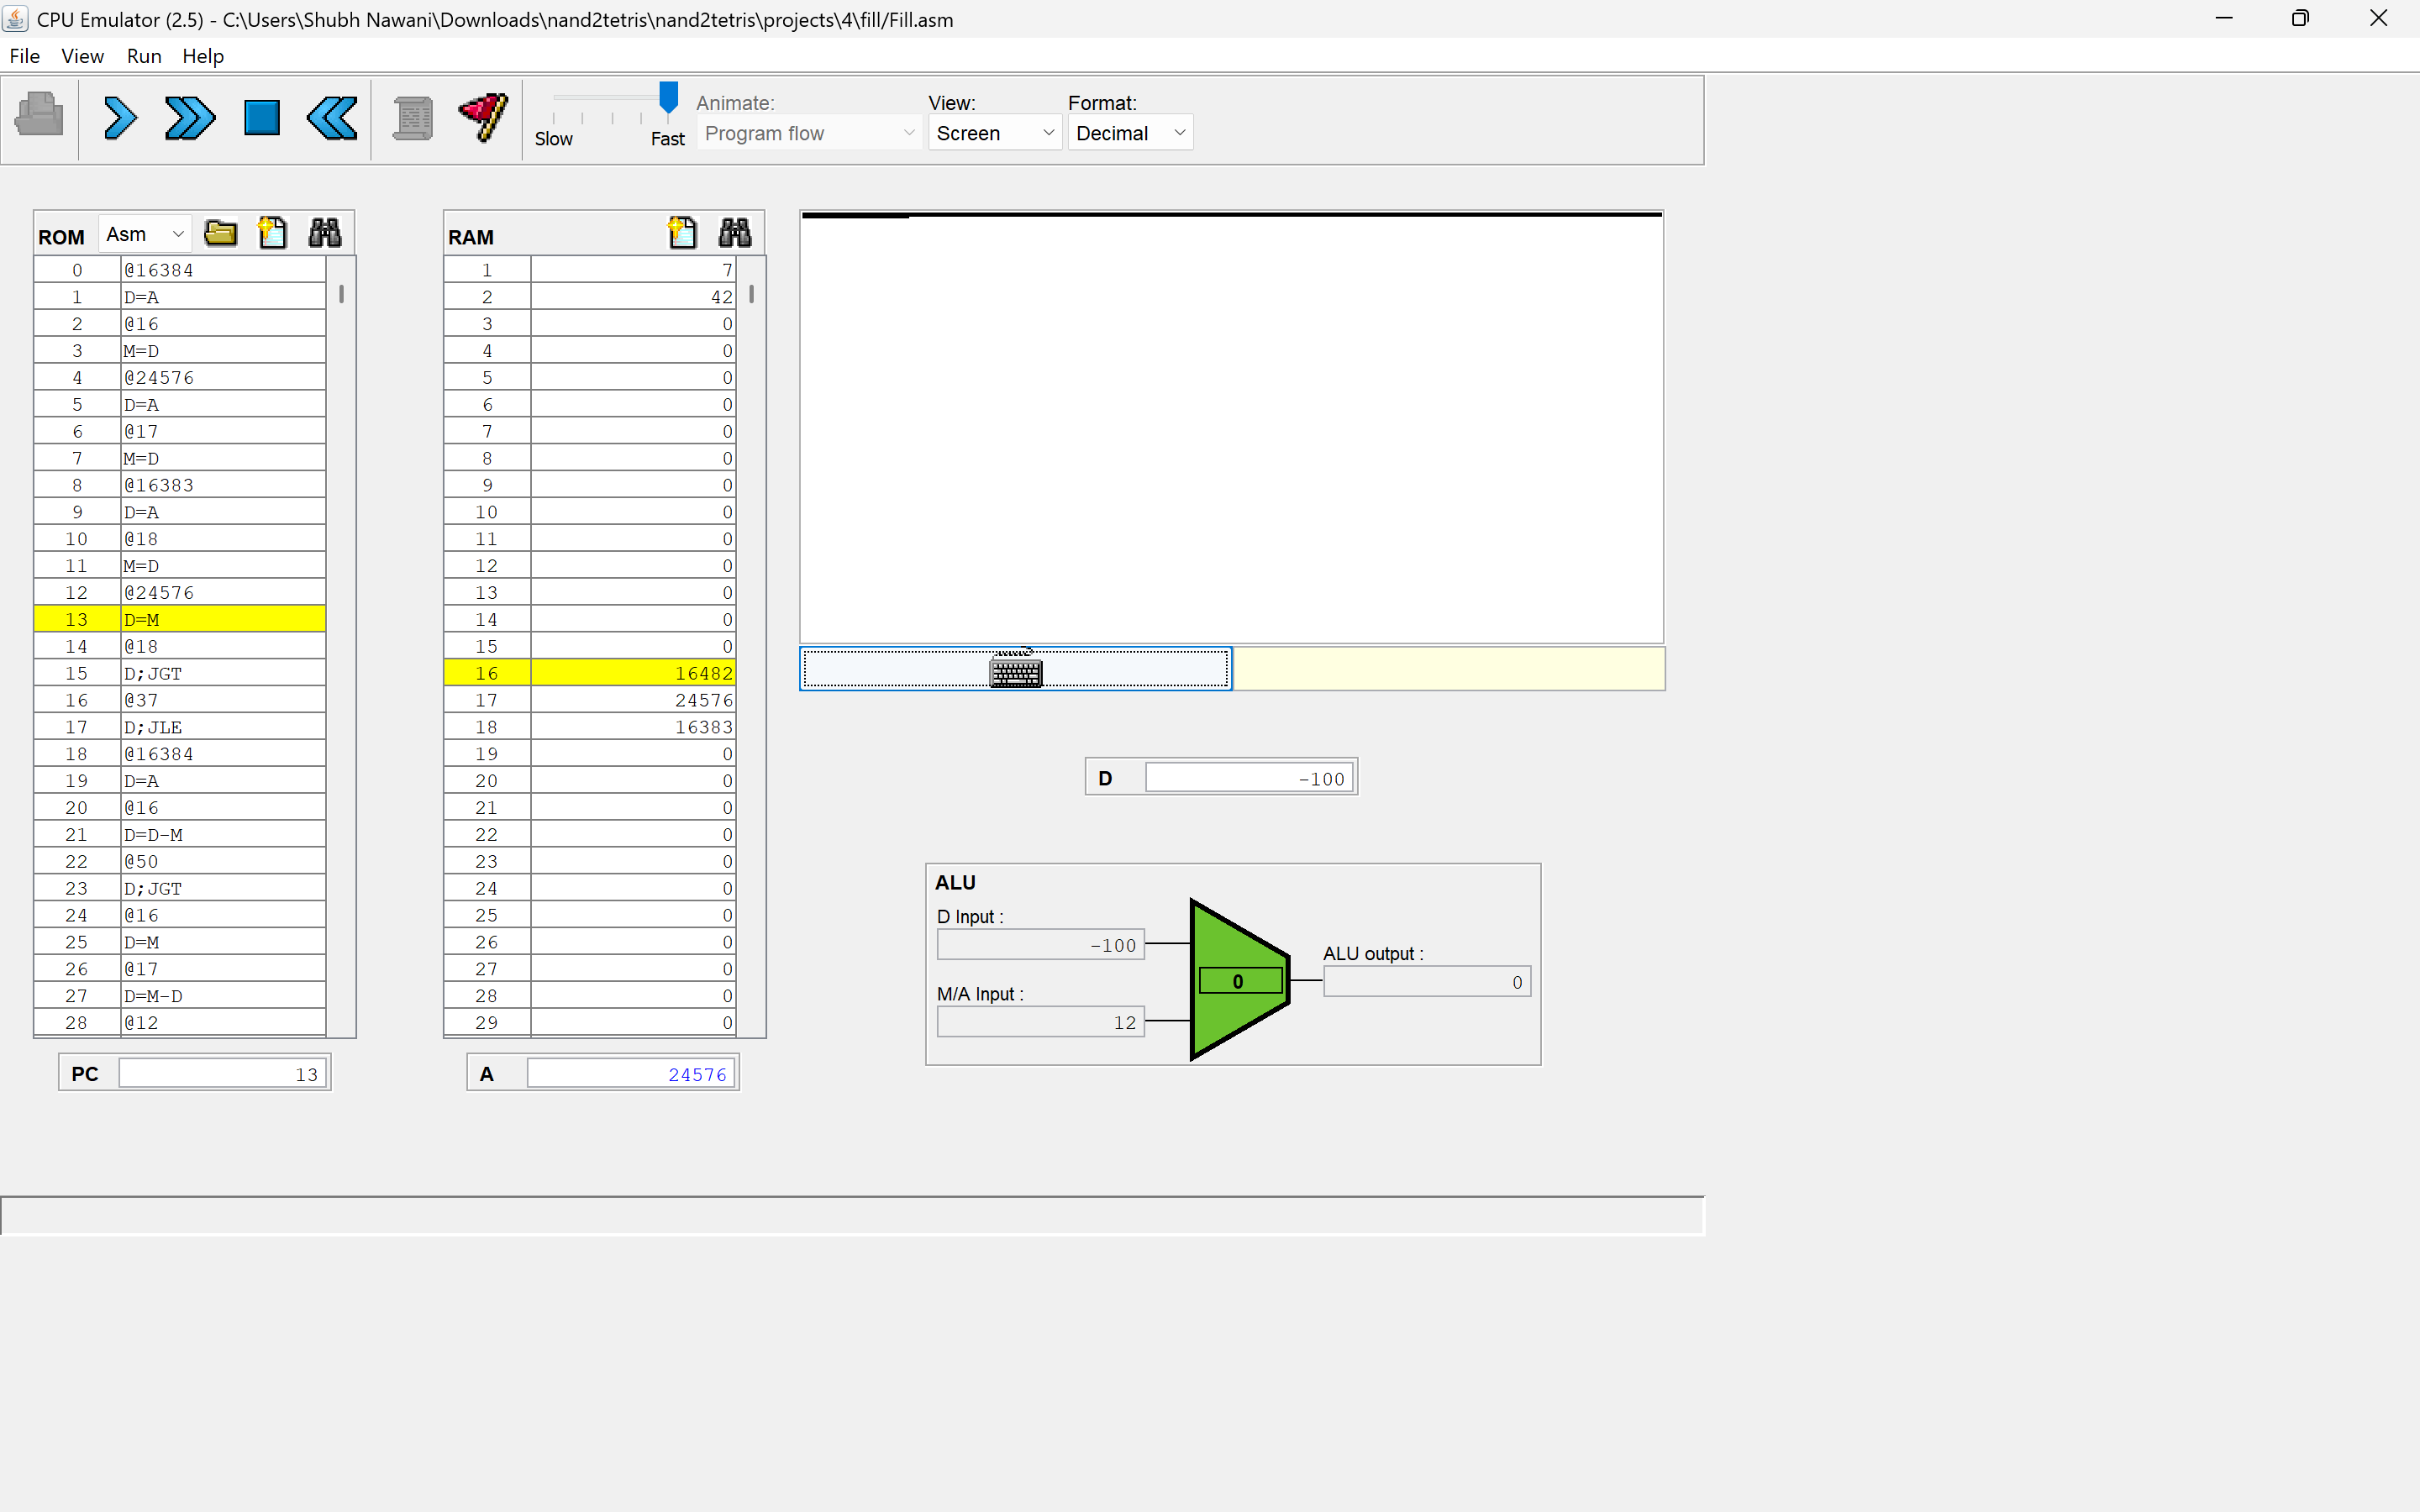 CPU Emulator (2.5) - C:\Users\Shubh Nawani\Downloads\nand2tetris\nand2tetris\projects\4\fill/Fill.asm
File View Run Help
Animate: View: Format:
Slow Fast Program flow Screen Decimal
ROM Asm
0 @16384
1 D=A
2 @16
3 M=D
4 @24576
5 D=A
6 @17
7 M=D
8 @16383
9 D=A
10 @18
11 M=D
12 @24576
13 D=M
14 @18
15 D;JGT
16 @37
17 D;JLE
18 @16384
19 D=A
20 @16
21 D=D-M
22 @50
23 D;JGT
24 @16
25 D=M
26 @17
27 D=M-D
28 @12
PC 13
RAM
1 7
2 42
3 0
4 0
5 0
6 0
7 0
8 0
9 0
10 0
11 0
12 0
13 0
14 0
15 0
16 16482
17 24576
18 16383
19 0
20 0
21 0
22 0
23 0
24 0
25 0
26 0
27 0
28 0
29 0
A 24576
D -100
ALU
D Input :
-100
M/A Input :
12
0
ALU output :
0